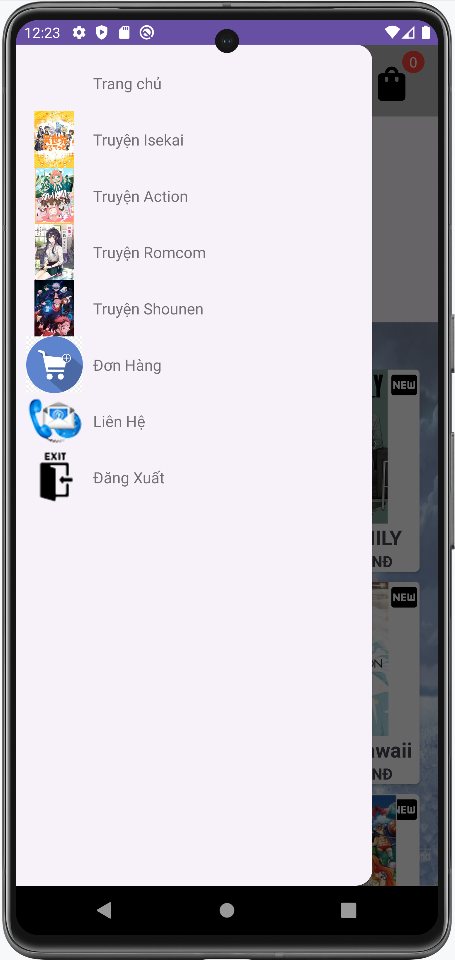 12:23
0
Trang chủ
Truyện Isekai
Truyện Action
Truyện Romcom
Truyện Shounen
Đơn Hàng
Liên Hệ
EXIT
Đăng Xuất
NEW
ILY
NĐ
NEW
waii
NĐ
NEW